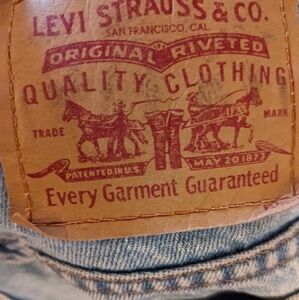 LEVI STRAUSS & CO.
SAN FRANCISCO, CAL.
ORIGINAL RIVETED
QUALITY CLOTHING
TRADE MARK
PATENTED IN U.S. MAY 20 1873
Every Garment Guaranteed